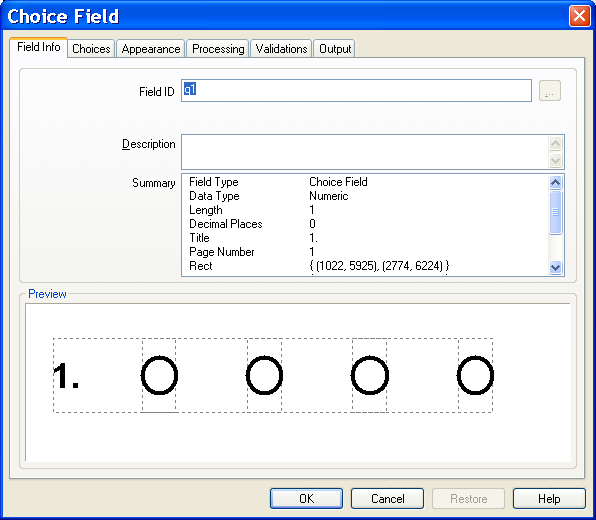 Choice Field
Field Info Choices Appearance Processing Validations Output
Field ID q1 ...
Description
Summary
Field Type Choice Field
Data Type Numeric
Length 1
Decimal Places 0
Title 1.
Page Number 1
Rect { (1022, 5925), (2774, 6224) }
Preview
1.
OK Cancel Restore Help